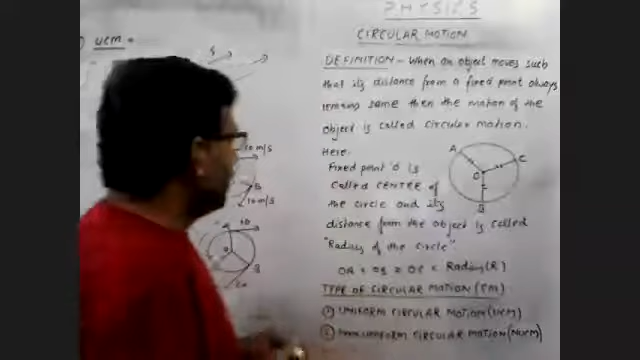 UCM →
10 m/s
B
10 m/s
B
PHYSICS
CIRCULAR MOTION
DEFINITION - When an object moves such
that its distance from a fixed point always
remains same then the motion of the
object is called circular motion.
Here.
Fixed point 'O' is
called CENTRE of
the circle and its
distance from the object is called
"Radius of the circle"
A
C
O
B
OA = OB = OC = Radius (R)
TYPE OF CIRCULAR MOTION (CM)
① UNIFORM CIRCULAR MOTION (UCM)
② NON UNIFORM CIRCULAR MOTION (NUCM)